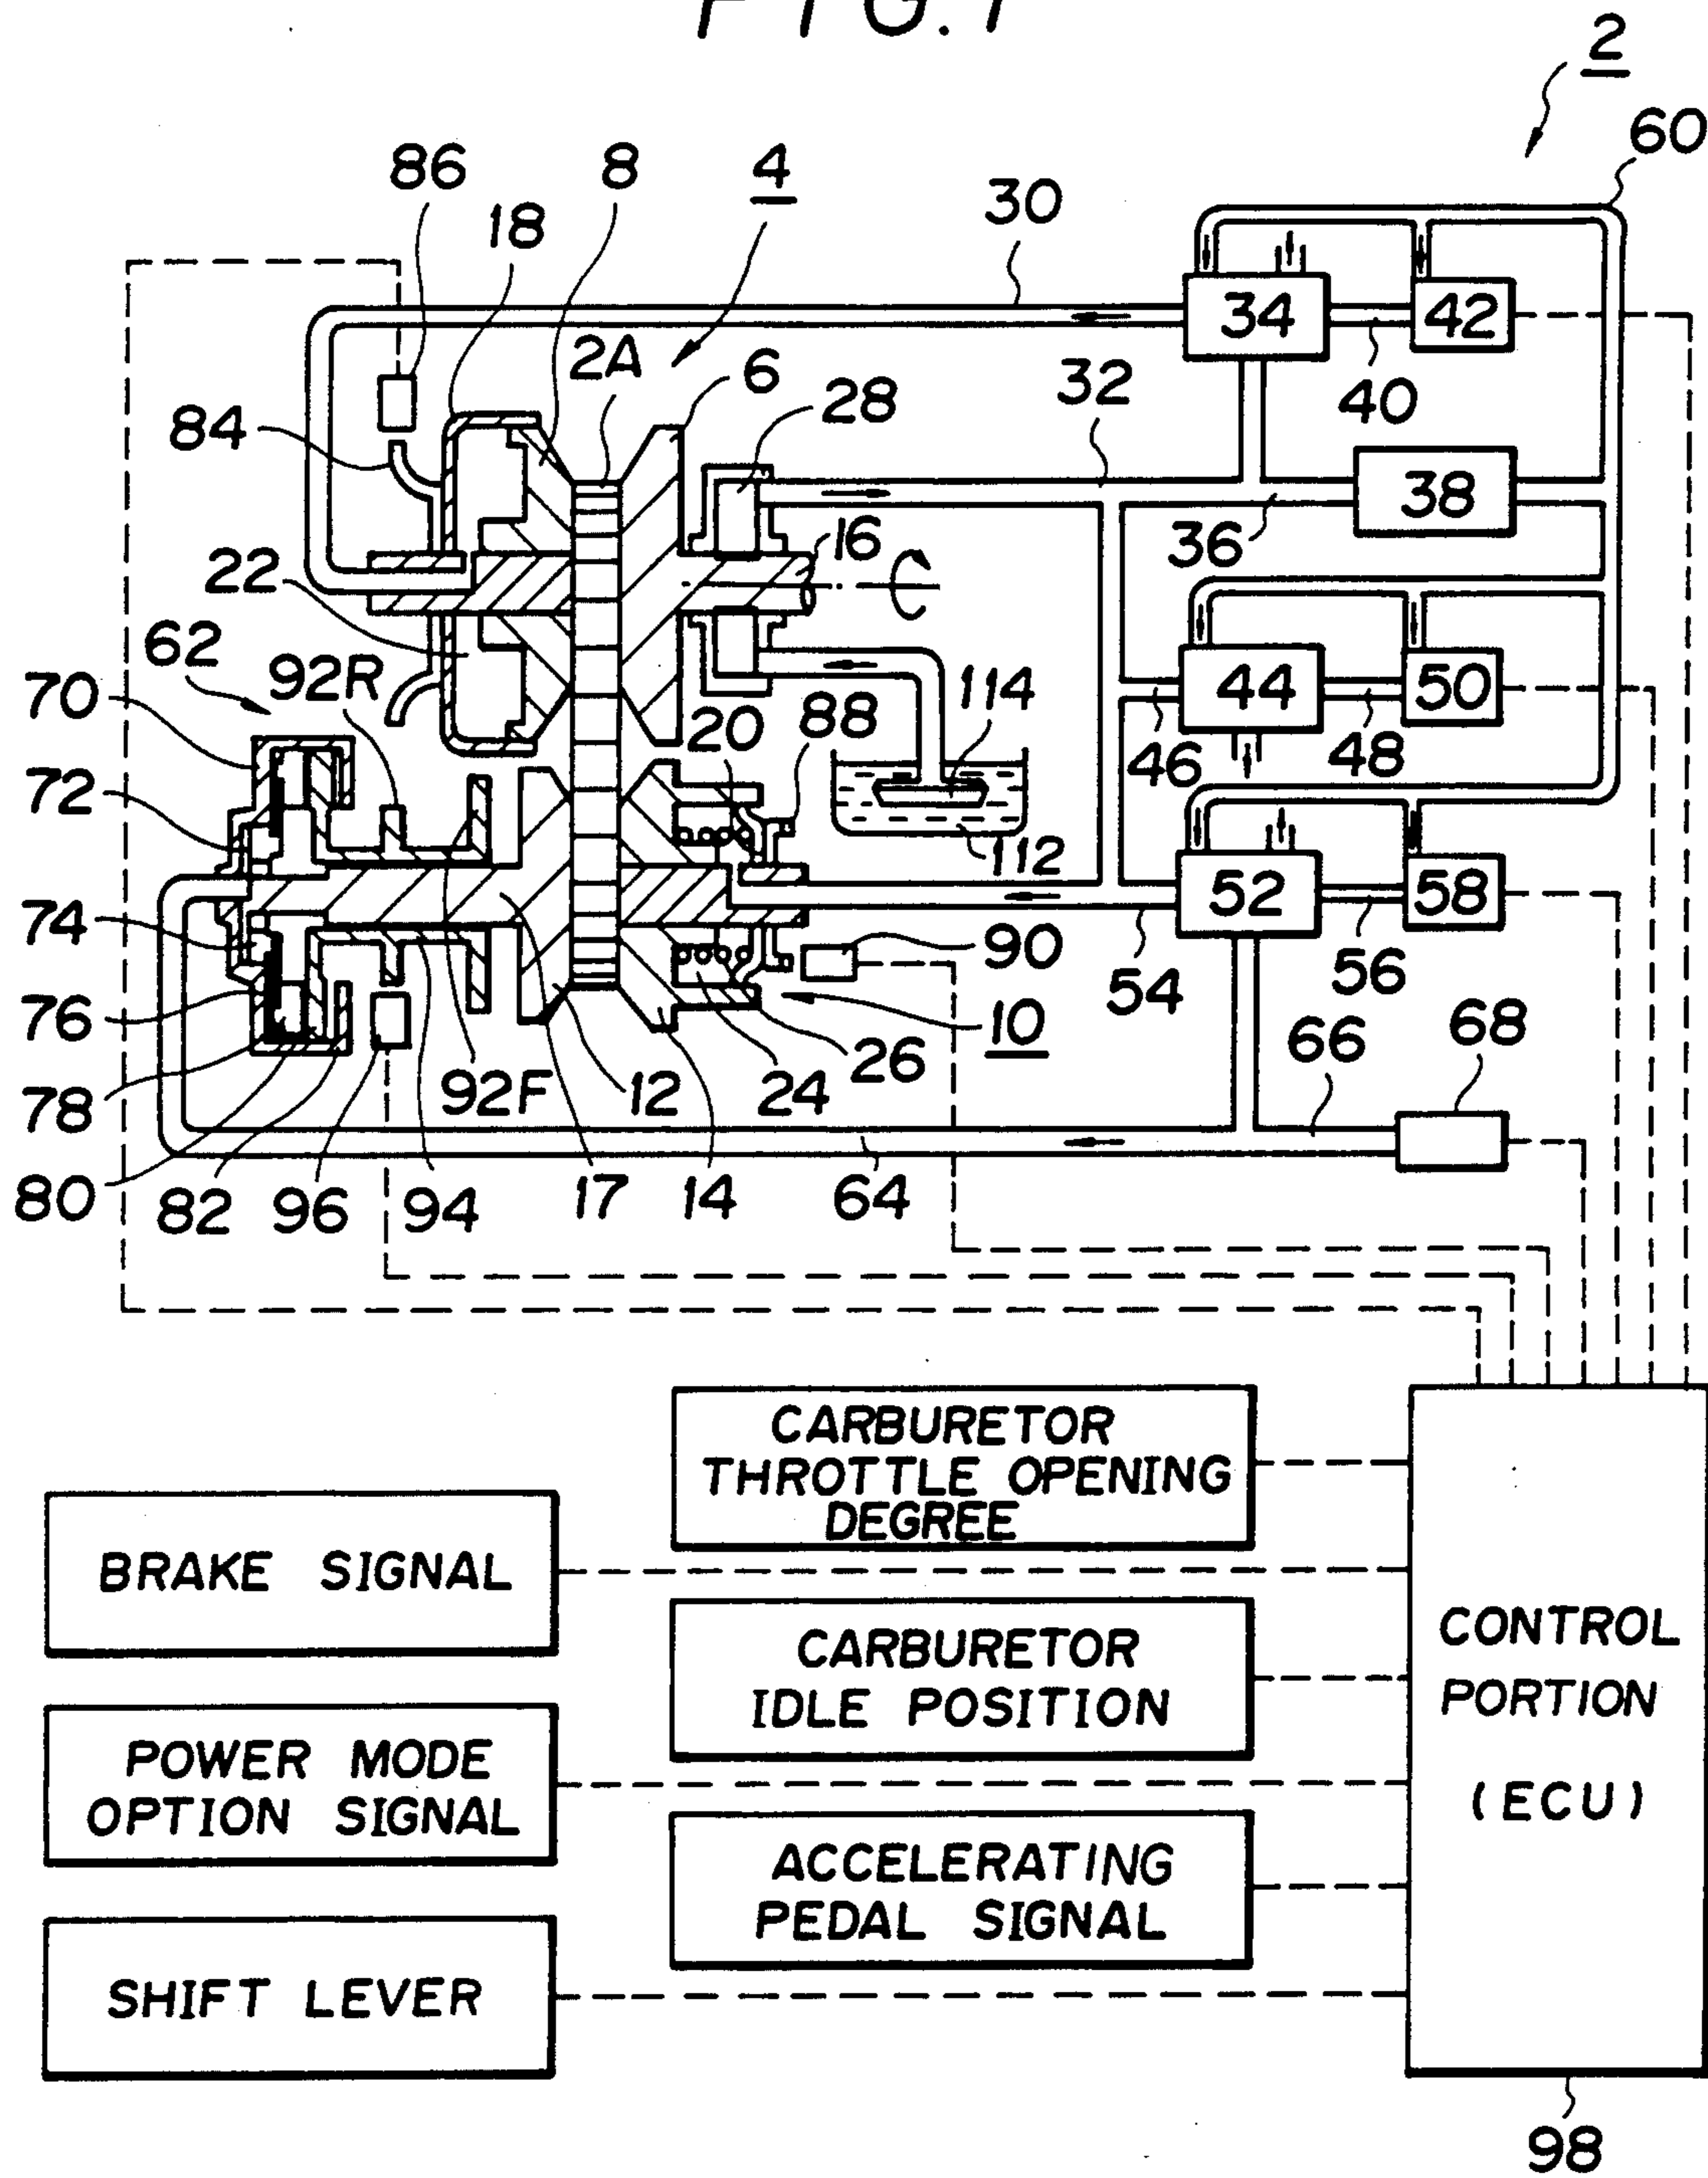 FIG. 1
2
60
86
8
4
30
18
34
42
2A
6
32
40
28
84
38
36
16
22
62
92R
70
114
44
50
20
88
72
46
48
112
52
58
74
90
54
56
76
10
68
66
26
78
92F
12
24
80
82
96
94
17
14
64
CARBURETOR
THROTTLE OPENING
DEGREE
BRAKE SIGNAL
CARBURETOR
IDLE POSITION
CONTROL
PORTION
(ECU)
POWER MODE
OPTION SIGNAL
ACCELERATING
PEDAL SIGNAL
SHIFT LEVER
98